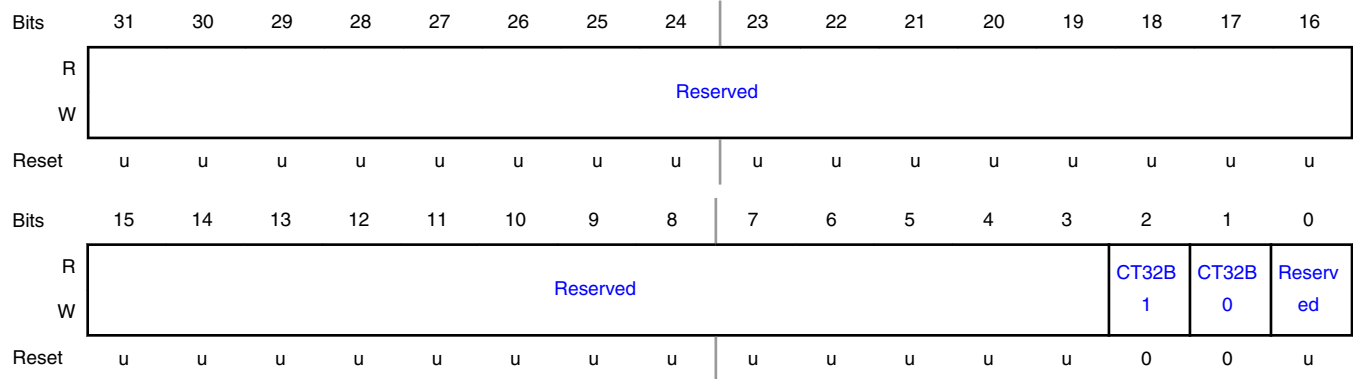 Bits 31 30 29 28 27 26 25 24 23 22 21 20 19 18 17 16
R
Reserved
W
Reset u u u u u u u u u u u u u u u u
Bits 15 14 13 12 11 10 9 8 7 6 5 4 3 2 1 0
R
Reserved CT32B CT32B Reserv
1 0 ed
W
Reset u u u u u u u u u u u u u 0 0 u